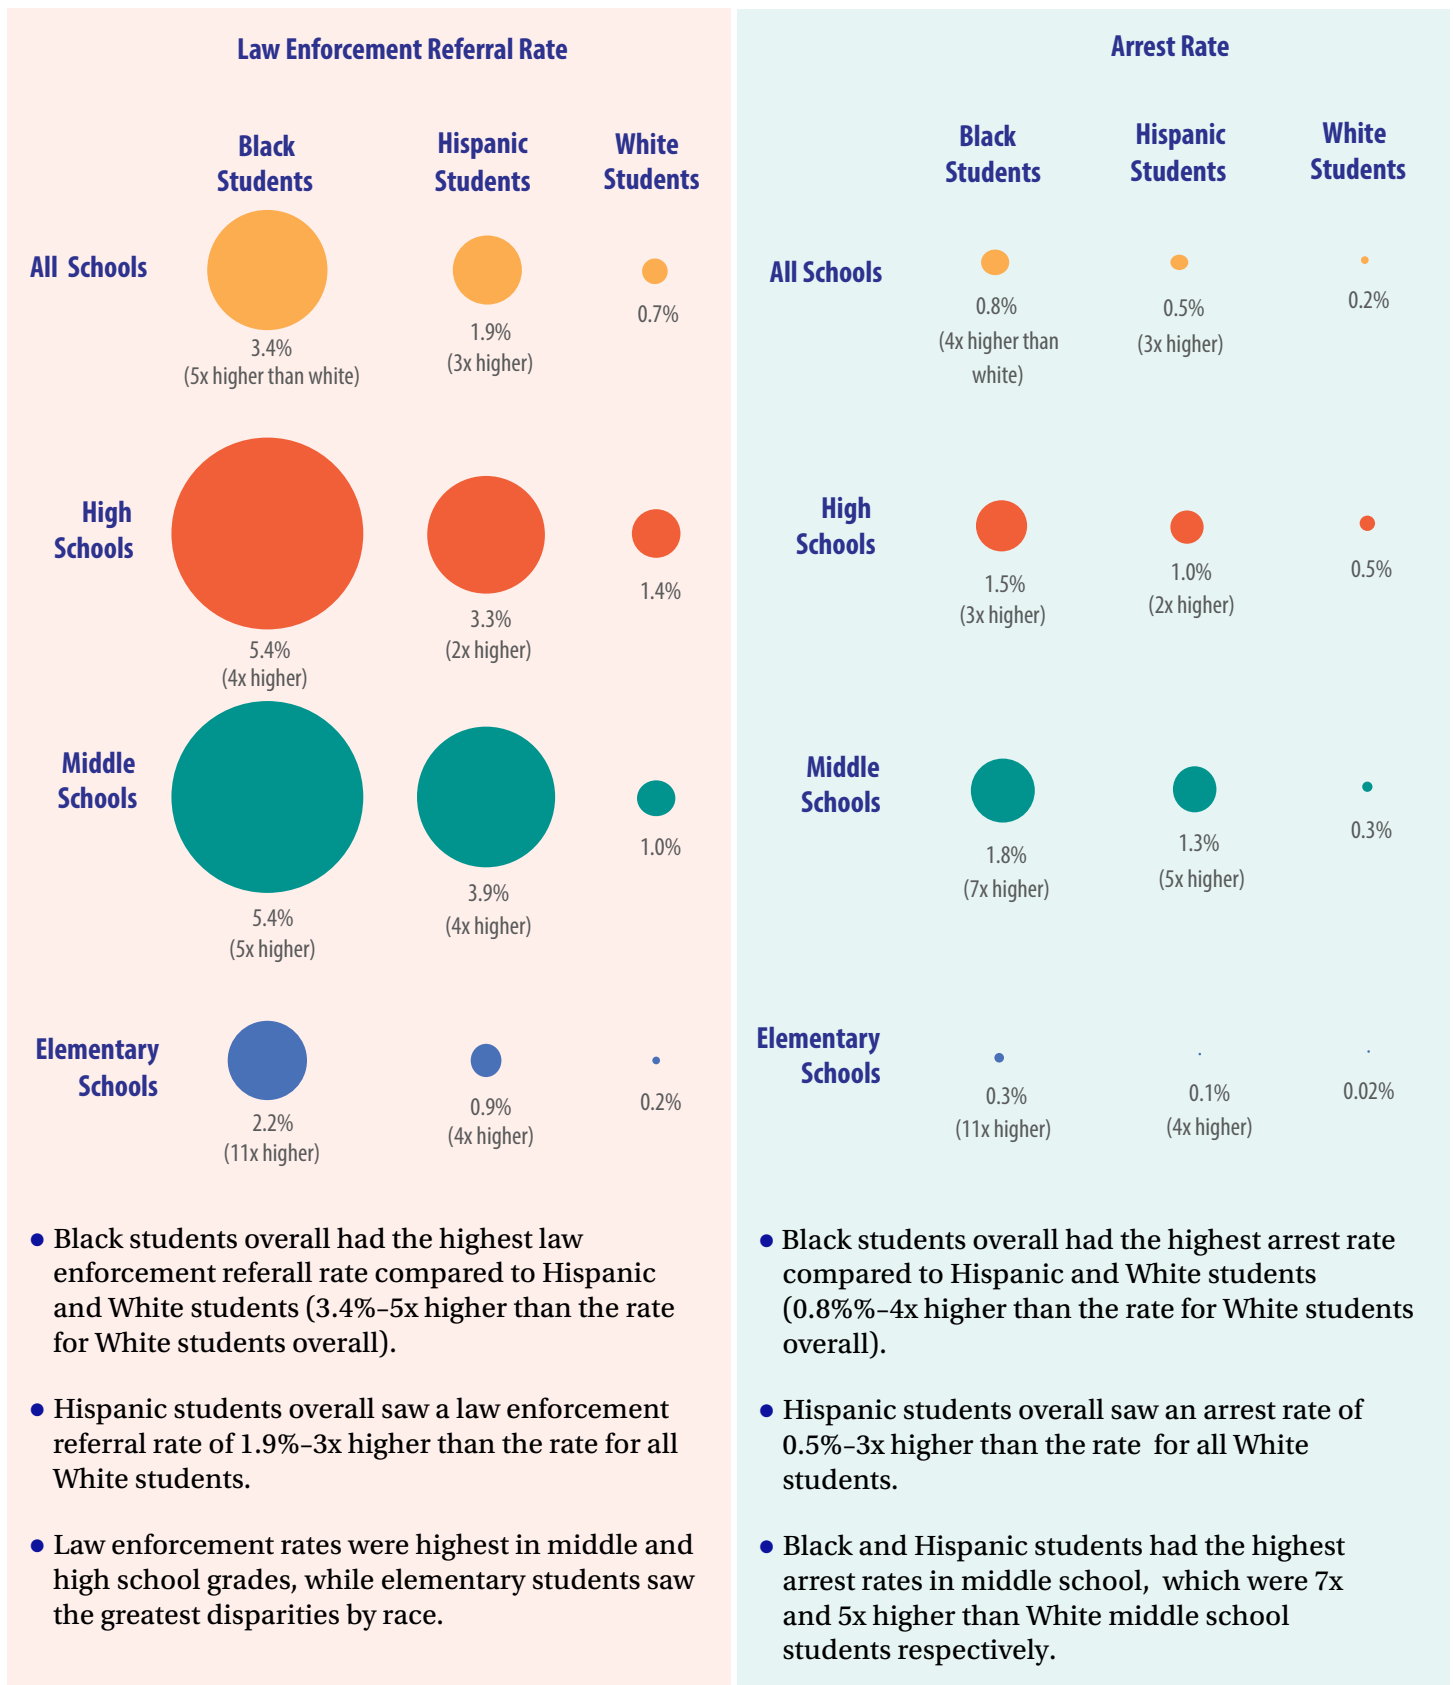 Law Enforcement Referral Rate
Black
Students
Hispanic
Students
White
Students
All Schools
3.4%
(5x higher than white)
1.9%
(3x higher)
0.7%
High
Schools
5.4%
(4x higher)
3.3%
(2x higher)
1.4%
Middle
Schools
5.4%
(5x higher)
3.9%
(4x higher)
1.0%
Elementary
Schools
2.2%
(11x higher)
0.9%
(4x higher)
0.2%
• Black students overall had the highest law
enforcement referall rate compared to Hispanic
and White students (3.4%–5x higher than the rate
for White students overall).
• Hispanic students overall saw a law enforcement
referral rate of 1.9%–3x higher than the rate for all
White students.
• Law enforcement rates were highest in middle and
high school grades, while elementary students saw
the greatest disparities by race.
Arrest Rate
Black
Students
Hispanic
Students
White
Students
All Schools
0.8%
(4x higher than
white)
0.5%
(3x higher)
0.2%
High
Schools
1.5%
(3x higher)
1.0%
(2x higher)
0.5%
Middle
Schools
1.8%
(7x higher)
1.3%
(5x higher)
0.3%
Elementary
Schools
0.3%
(11x higher)
0.1%
(4x higher)
0.02%
• Black students overall had the highest arrest rate
compared to Hispanic and White students
(0.8%%–4x higher than the rate for White students
overall).
• Hispanic students overall saw an arrest rate of
0.5%–3x higher than the rate for all White
students.
• Black and Hispanic students had the highest
arrest rates in middle school, which were 7x
and 5x higher than White middle school
students respectively.